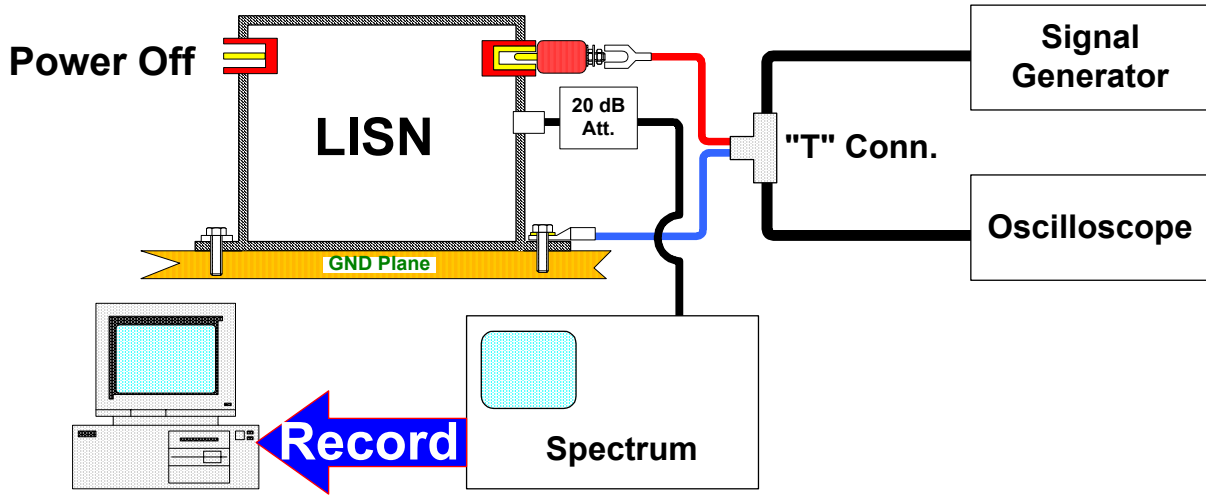 Power Off
LISN
20 dB
Att.
"T" Conn.
Signal
Generator
Oscilloscope
GND Plane
Record
Spectrum